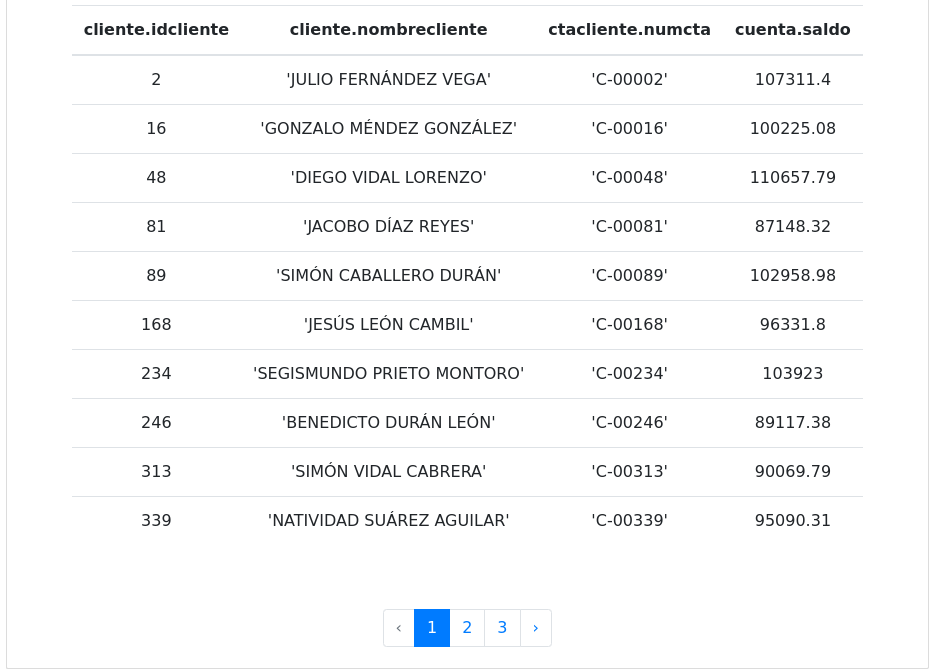 cliente.idcliente cliente.nombrecliente ctacliente.numcta cuenta.saldo
2 'JULIO FERNÁNDEZ VEGA' 'C-00002' 107311.4
16 'GONZALO MÉNDEZ GONZÁLEZ' 'C-00016' 100225.08
48 'DIEGO VIDAL LORENZO' 'C-00048' 110657.79
81 'JACOBO DÍAZ REYES' 'C-00081' 87148.32
89 'SIMÓN CABALLERO DURÁN' 'C-00089' 102958.98
168 'JESÚS LEÓN CAMBIL' 'C-00168' 96331.8
234 'SEGISMUNDO PRIETO MONTORO' 'C-00234' 103923
246 'BENEDICTO DURÁN LEÓN' 'C-00246' 89117.38
313 'SIMÓN VIDAL CABRERA' 'C-00313' 90069.79
339 'NATIVIDAD SUÁREZ AGUILAR' 'C-00339' 95090.31
‹ 1 2 3 ›